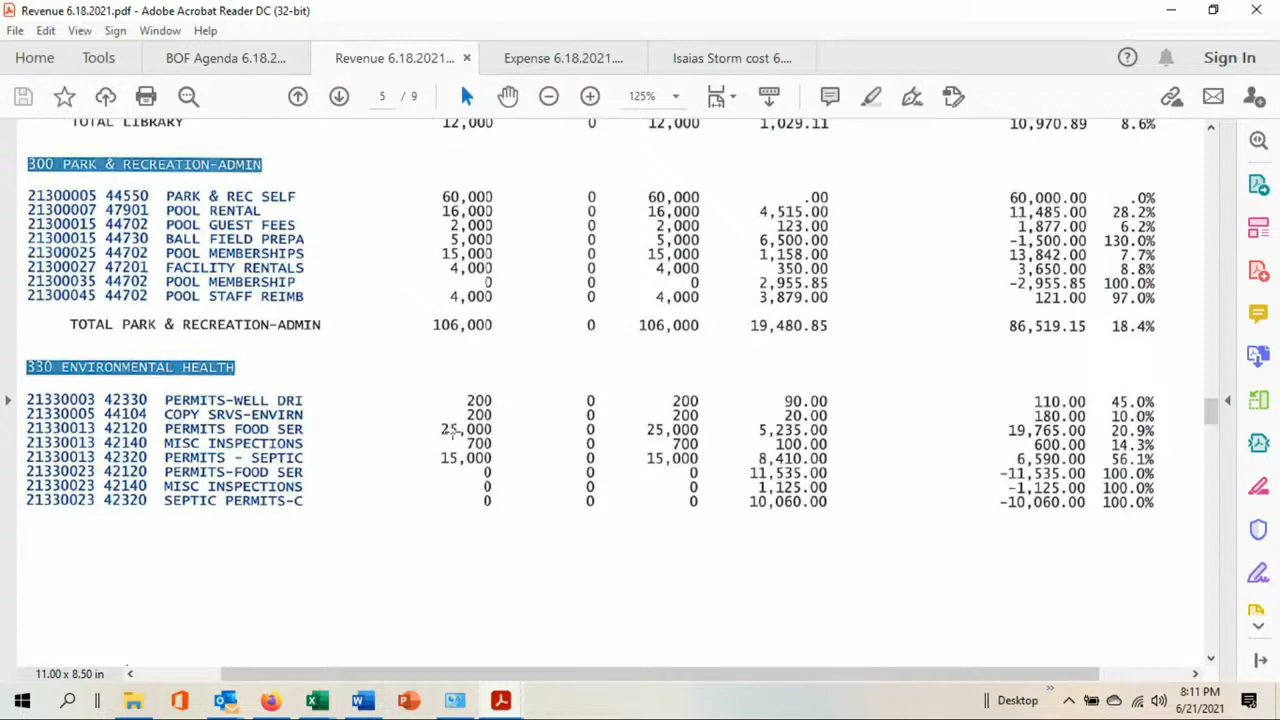 Revenue 6.18.2021.pdf - Adobe Acrobat Reader DC (32-bit)
File Edit View Sign Window Help
Home Tools BOF Agenda 6.18.2... Revenue 6.18.2021... × Expense 6.18.2021.... Isaias Storm cost 6.... Sign In
5 / 9 125%
TOTAL LIBRARY 12,000 0 12,000 1,029.11 10,970.89 8.6%
300 PARK & RECREATION-ADMIN
21300005 44550 PARK & REC SELF 60,000 0 60,000 .00 60,000.00 .0%
21300007 47901 POOL RENTAL 16,000 0 16,000 4,515.00 11,485.00 28.2%
21300015 44702 POOL GUEST FEES 2,000 0 2,000 123.00 1,877.00 6.2%
21300015 44730 BALL FIELD PREPA 5,000 0 5,000 6,500.00 -1,500.00 130.0%
21300025 44702 POOL MEMBERSHIPS 15,000 0 15,000 1,158.00 13,842.00 7.7%
21300027 47201 FACILITY RENTALS 4,000 0 4,000 350.00 3,650.00 8.8%
21300035 44702 POOL MEMBERSHIP 0 0 0 2,955.85 -2,955.85 100.0%
21300045 44702 POOL STAFF REIMB 4,000 0 4,000 3,879.00 121.00 97.0%
TOTAL PARK & RECREATION-ADMIN 106,000 0 106,000 19,480.85 86,519.15 18.4%
330 ENVIRONMENTAL HEALTH
21330003 42330 PERMITS-WELL DRI 200 0 200 90.00 110.00 45.0%
21330005 44104 COPY SRVS-ENVIRN 200 0 200 20.00 180.00 10.0%
21330013 42120 PERMITS FOOD SER 25,000 0 25,000 5,235.00 19,765.00 20.9%
21330013 42140 MISC INSPECTIONS 700 0 700 100.00 600.00 14.3%
21330013 42320 PERMITS - SEPTIC 15,000 0 15,000 8,410.00 6,590.00 56.1%
21330023 42120 PERMITS-FOOD SER 0 0 0 11,535.00 -11,535.00 100.0%
21330023 42140 MISC INSPECTIONS 0 0 0 1,125.00 -1,125.00 100.0%
21330023 42320 SEPTIC PERMITS-C 0 0 0 10,060.00 -10,060.00 100.0%
11.00 x 8.50 in
Desktop 8:11 PM
6/21/2021